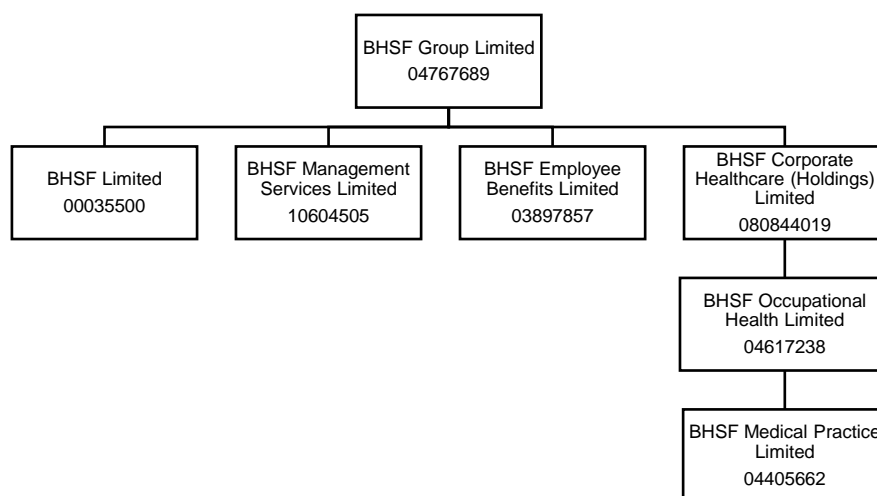 BHSF Group Limited
04767689
BHSF Limited
00035500
BHSF Management
Services Limited
10604505
BHSF Employee
Benefits Limited
03897857
BHSF Corporate
Healthcare (Holdings)
Limited
080844019
BHSF Occupational
Health Limited
04617238
BHSF Medical Practice
Limited
04405662